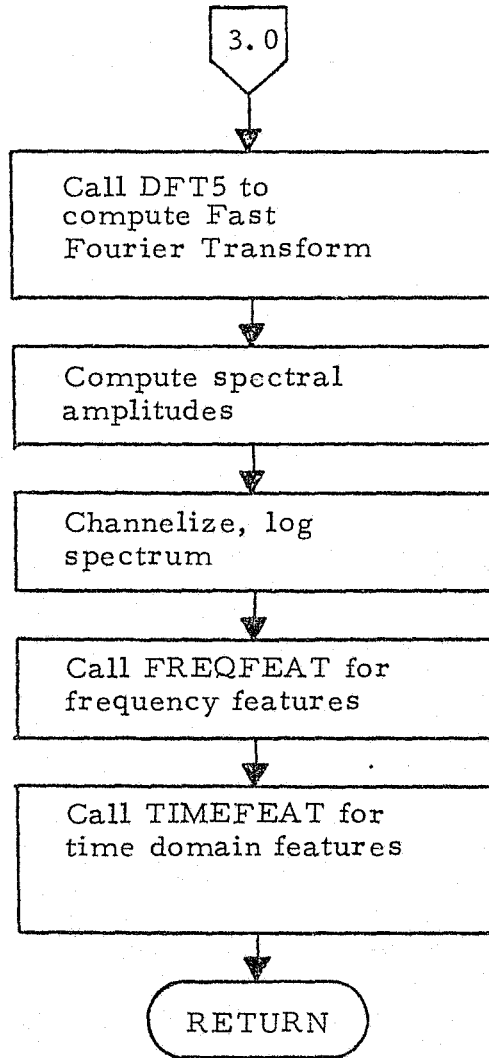 3.0
Call DFT5 to
compute Fast
Fourier Transform
Compute spectral
amplitudes
Channelize, log
spectrum
Call FREQFEAT for
frequency features
Call TIMEFEAT for
time domain features
RETURN